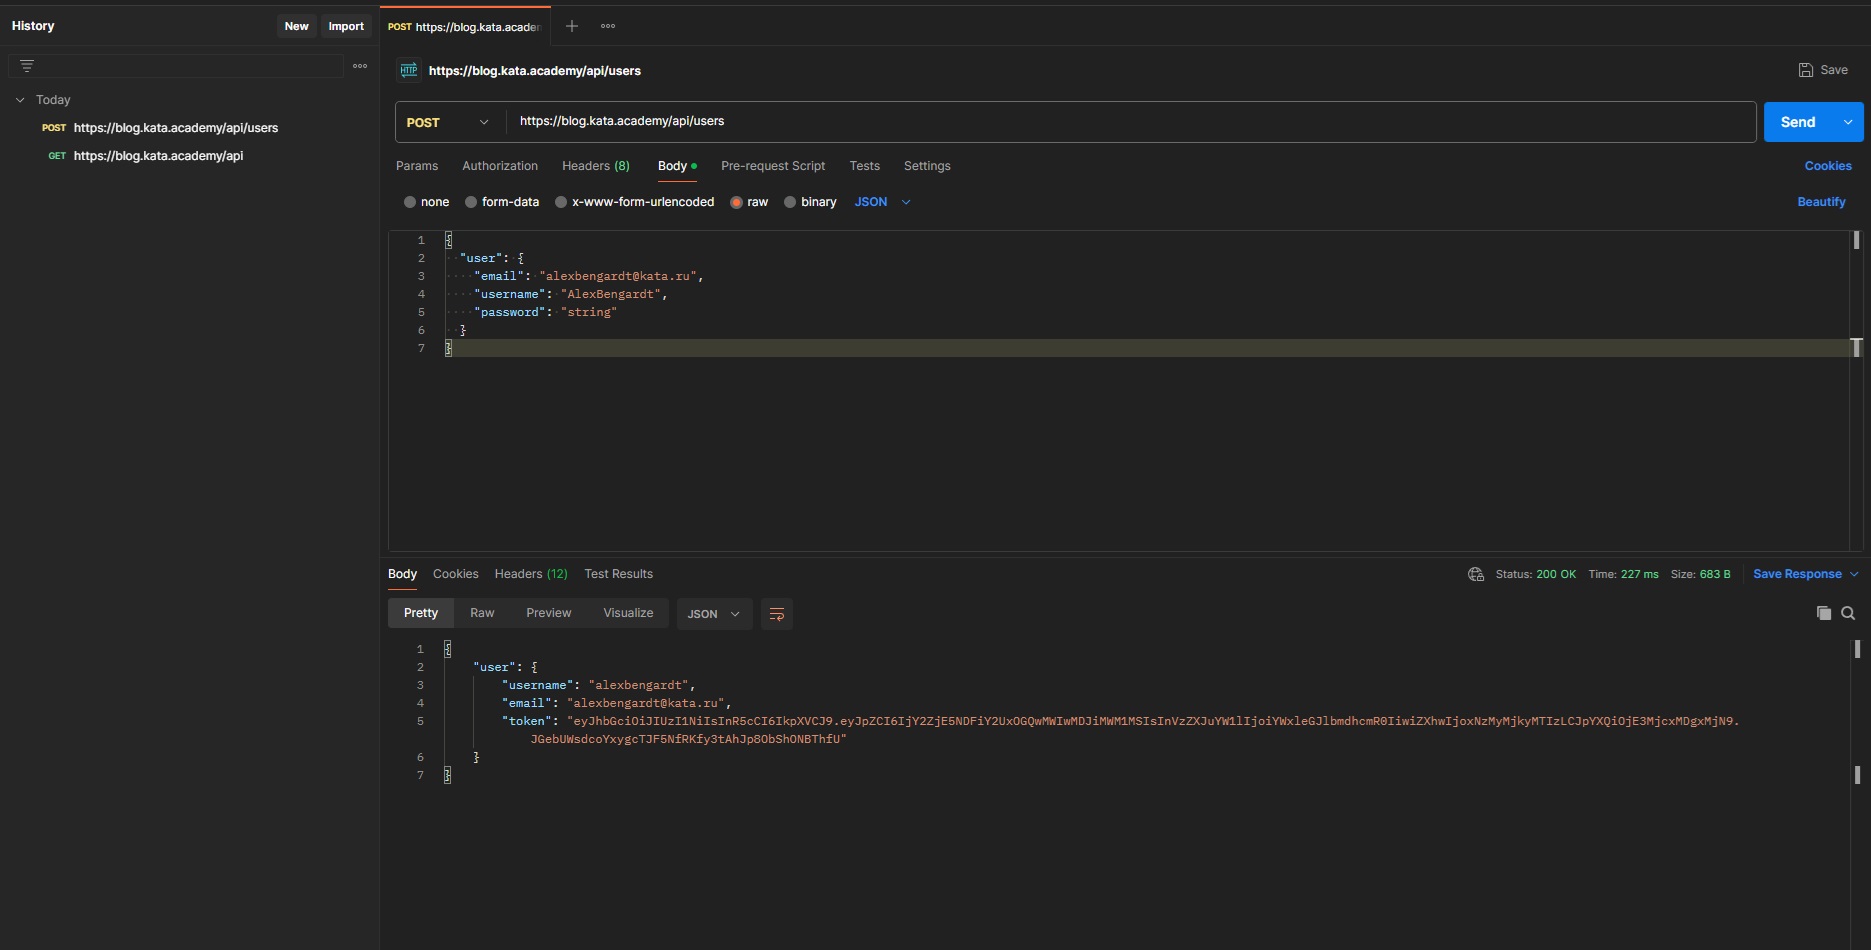 History
New
Import
Today
POST https://blog.kata.academy/api/users
GET https://blog.kata.academy/api
POST https://blog.kata.academ
HTTP https://blog.kata.academy/api/users
Save
POST
https://blog.kata.academy/api/users
Send
Params Authorization Headers (8) Body Pre-request Script Tests Settings
Cookies
none form-data x-www-form-urlencoded raw binary JSON
Beautify
1 {
2 "user": {
3 "email": "alexbengardt@kata.ru",
4 "username": "AlexBengardt",
5 "password": "string"
6 }
7 }
Body Cookies Headers (12) Test Results
Status: 200 OK Time: 227 ms Size: 683 B
Save Response
Pretty Raw Preview Visualize JSON
1 {
2 "user": {
3 "username": "alexbengardt",
4 "email": "alexbengardt@kata.ru",
5 "token":
6 }
7 }